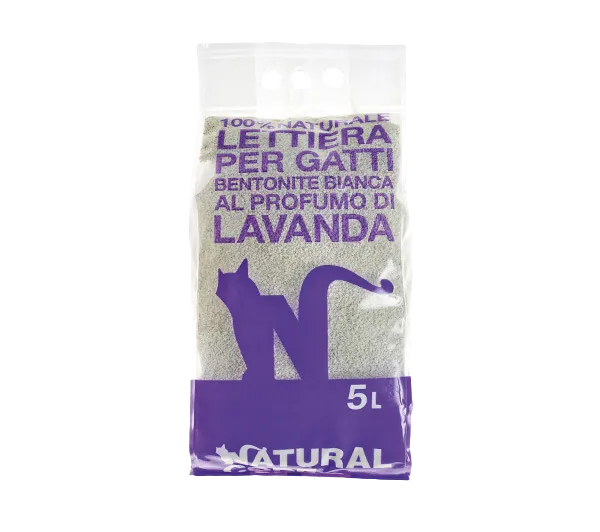 100% NATURALE
LETTIERA
PER GATTI
BENTONITE BIANCA
AL PROFUMO DI
LAVANDA
5L
NATURAL